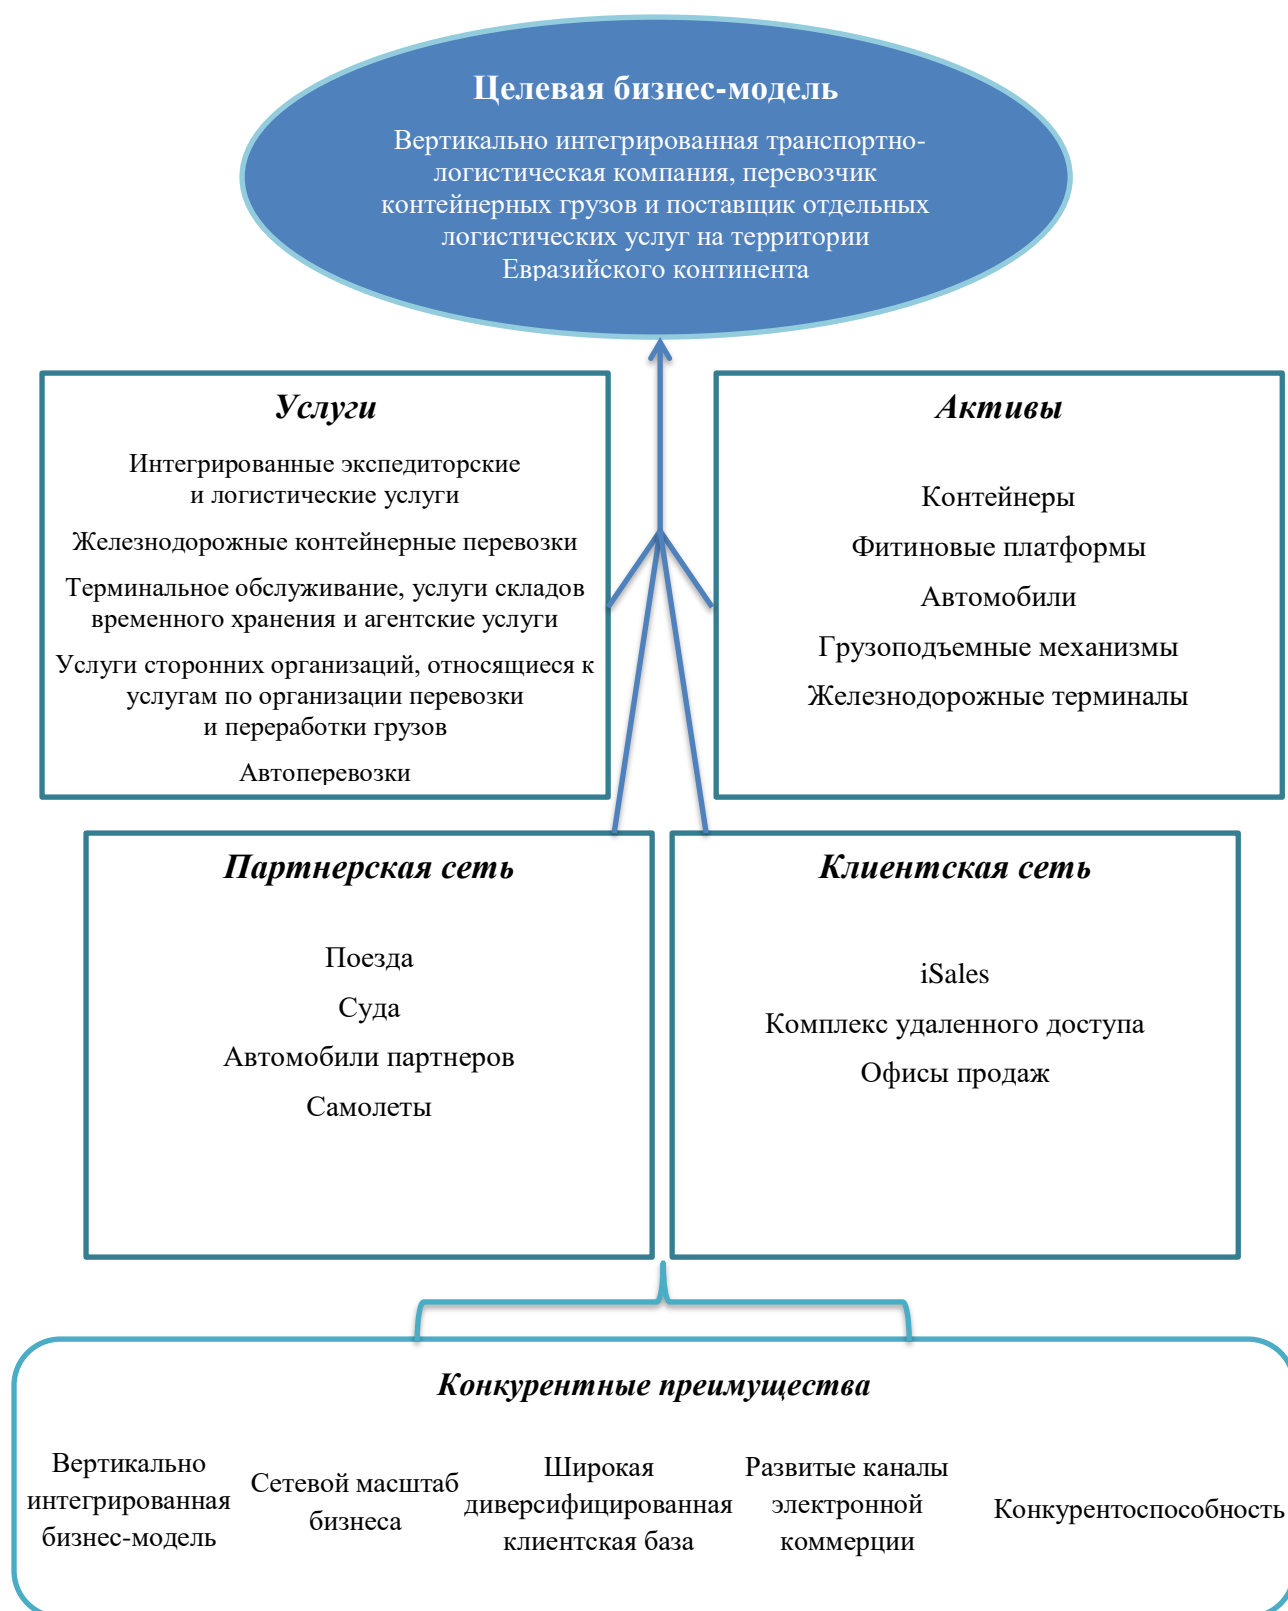 Целевая бизнес-модель
Вертикально интегрированная транспортно-
логистическая компания, перевозчик
контейнерных грузов и поставщик отдельных
логистических услуг на территории
Евразийского континента
Услуги
Интегрированные экспедиторские
и логистические услуги
Железнодорожные контейнерные перевозки
Терминальное обслуживание, услуги складов
временного хранения и агентские услуги
Услуги сторонних организаций, относящиеся к
услугам по организации перевозки
и переработки грузов
Автоперевозки
Активы
Контейнеры
Фитиновые платформы
Автомобили
Грузоподъемные механизмы
Железнодорожные терминалы
Партнерская сеть
Поезда
Суда
Автомобили партнеров
Самолеты
Клиентская сеть
iSales
Комплекс удаленного доступа
Офисы продаж
Конкурентные преимущества
Вертикально
интегрированная
бизнес-модель
Сетевой масштаб
бизнеса
Широкая
диверсифицированная
клиентская база
Развитые каналы
электронной
коммерции
Конкурентоспособность